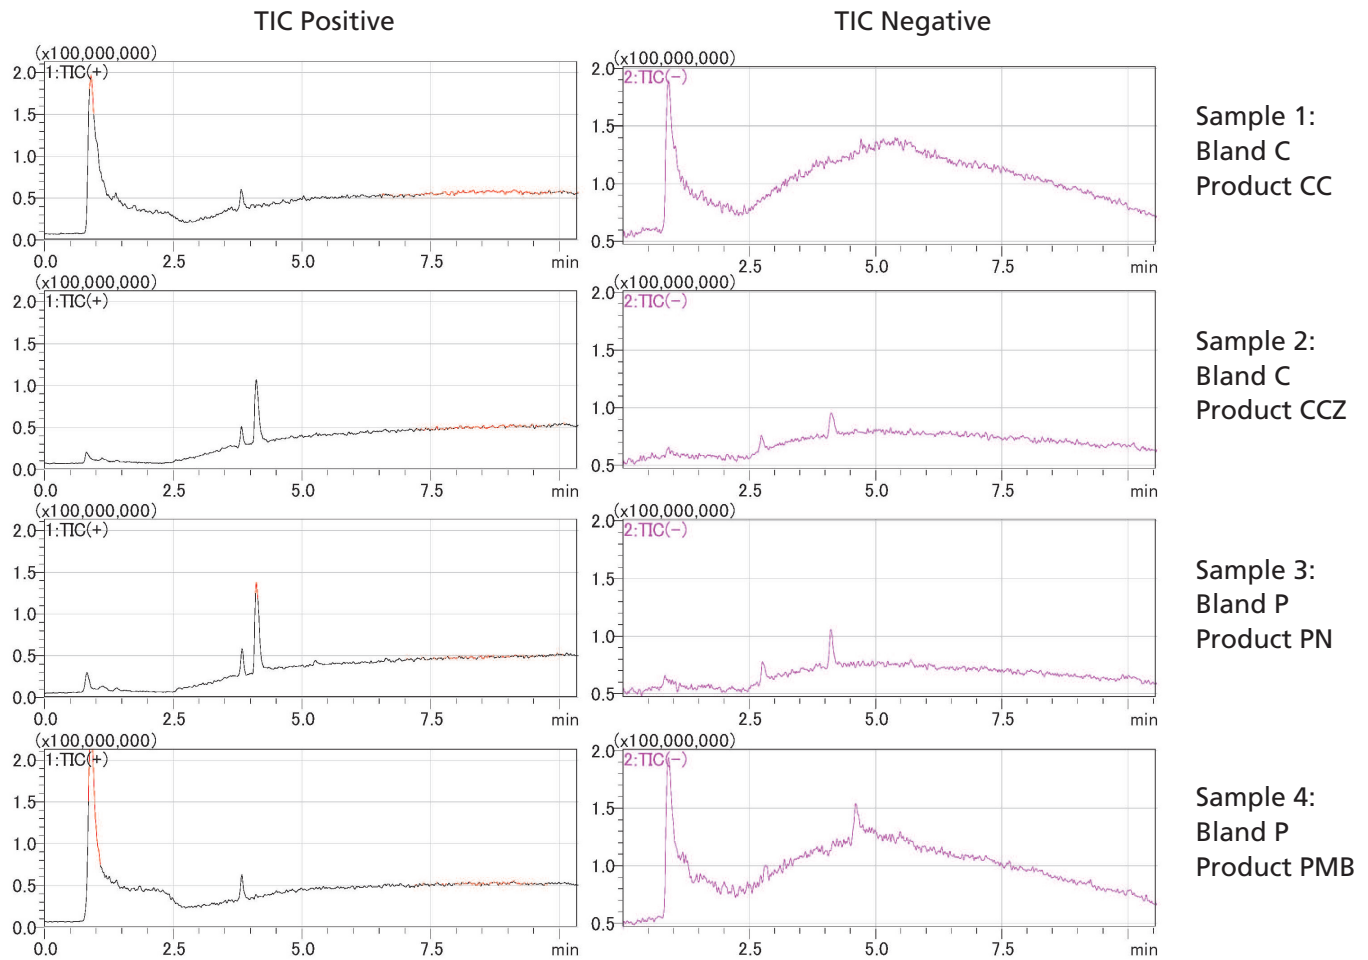 TIC Positive
TIC Negative
(x100,000,000)
1:TIC(+)
2.0
1.5
1.0
0.5
0.0
0.0 2.5 5.0 7.5 min
(x100,000,000)
2:TIC(−)
2.0
1.5
1.0
0.5
2.5 5.0 7.5 min
Sample 1:
Bland C
Product CC
(x100,000,000)
1:TIC(+)
2.0
1.5
1.0
0.5
0.0
0.0 2.5 5.0 7.5 min
(x100,000,000)
2:TIC(−)
2.0
1.5
1.0
0.5
2.5 5.0 7.5 min
Sample 2:
Bland C
Product CCZ
(x100,000,000)
1:TIC(+)
2.0
1.5
1.0
0.5
0.0
0.0 2.5 5.0 7.5 min
(x100,000,000)
2:TIC(−)
2.0
1.5
1.0
0.5
2.5 5.0 7.5 min
Sample 3:
Bland P
Product PN
(x100,000,000)
1:TIC(+)
2.0
1.5
1.0
0.5
0.0
0.0 2.5 5.0 7.5 min
(x100,000,000)
2:TIC(−)
2.0
1.5
1.0
0.5
2.5 5.0 7.5 min
Sample 4:
Bland P
Product PMB